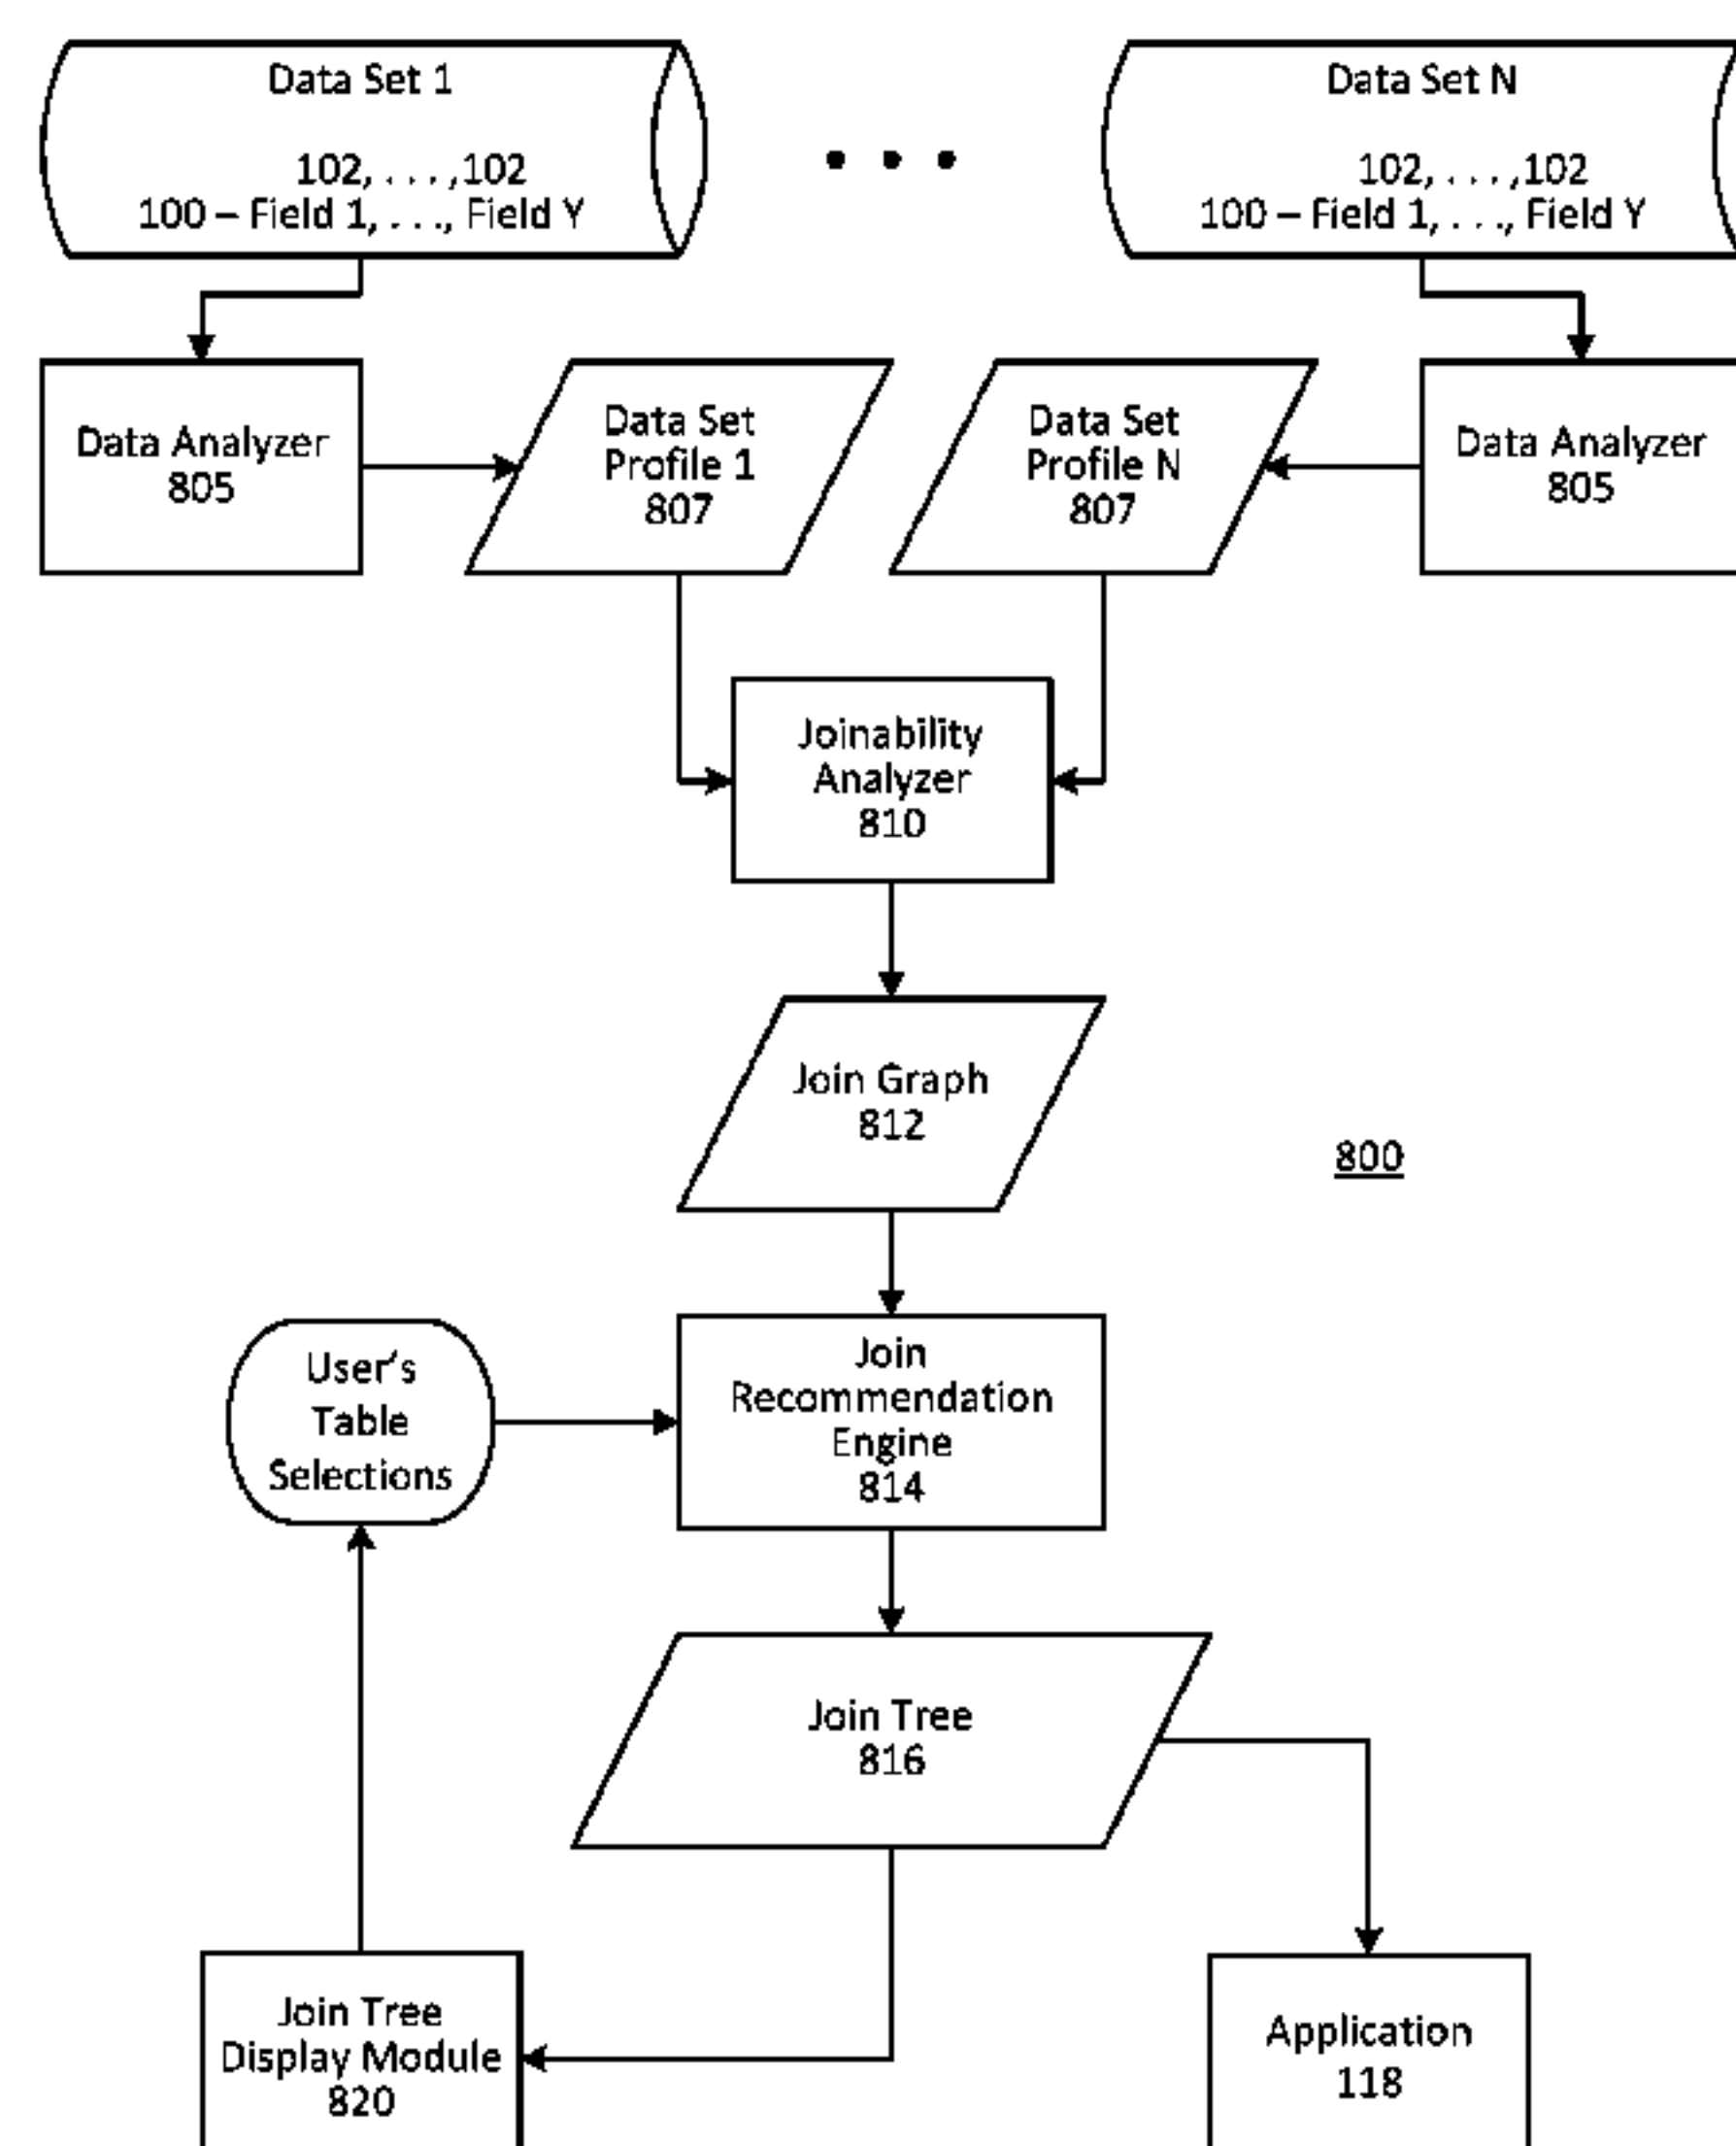 Data Set 1
102, . . . ,102
100 – Field 1, . . ., Field Y
Data Set N
102, . . . ,102
100 – Field 1, . . ., Field Y
Data Analyzer
805
Data Set
Profile 1
807
Data Set
Profile N
807
Data Analyzer
805
Joinability
Analyzer
810
Join Graph
812
800
User's
Table
Selections
Join
Recommendation
Engine
814
Join Tree
816
Join Tree
Display Module
820
Application
118